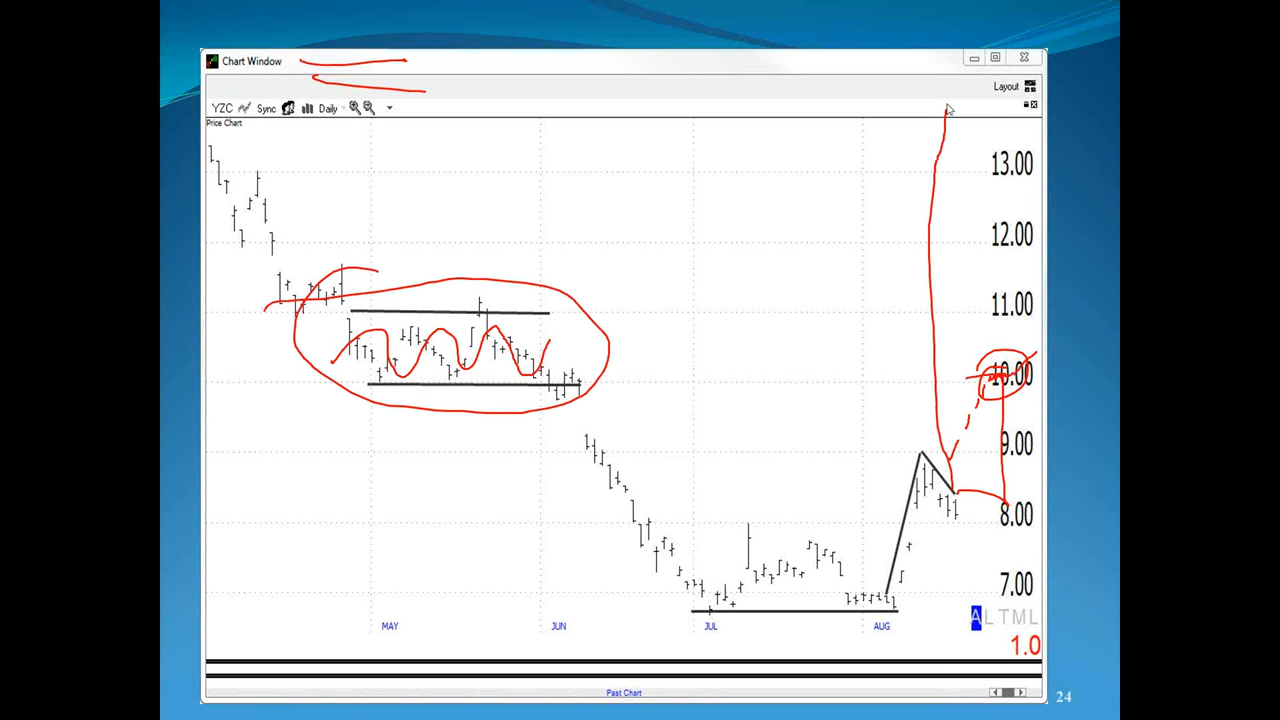 Chart Window
Layout
YZC Sync Daily
Price Chart
13.00
12.00
11.00
10.00
9.00
8.00
7.00
MAY JUN JUL AUG
ALTML
1.0
Past Chart
24